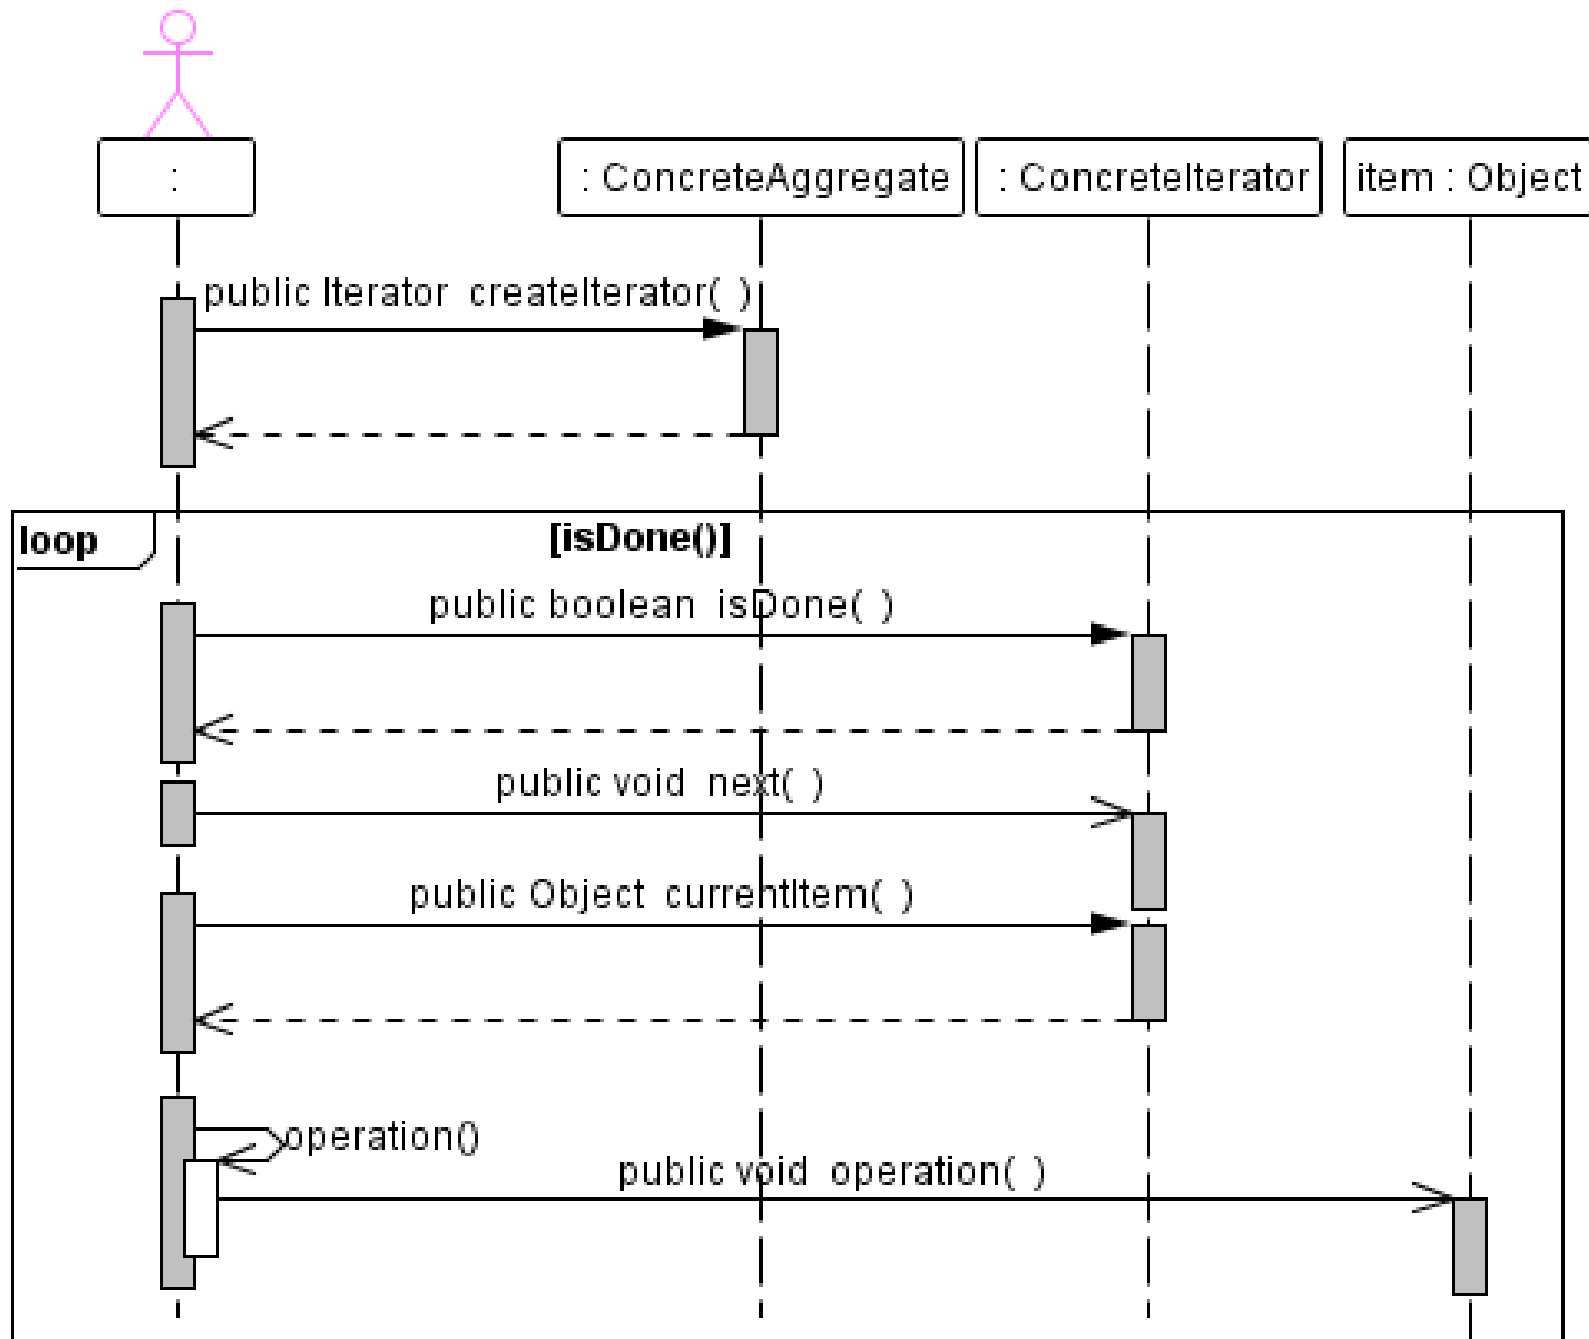 :
: ConcreteAggregate
: ConcreteIterator
item : Object
public Iterator createIterator( )
loop
[isDone()]
public boolean isDone( )
public void next( )
public Object currentItem( )
operation()
public void operation( )